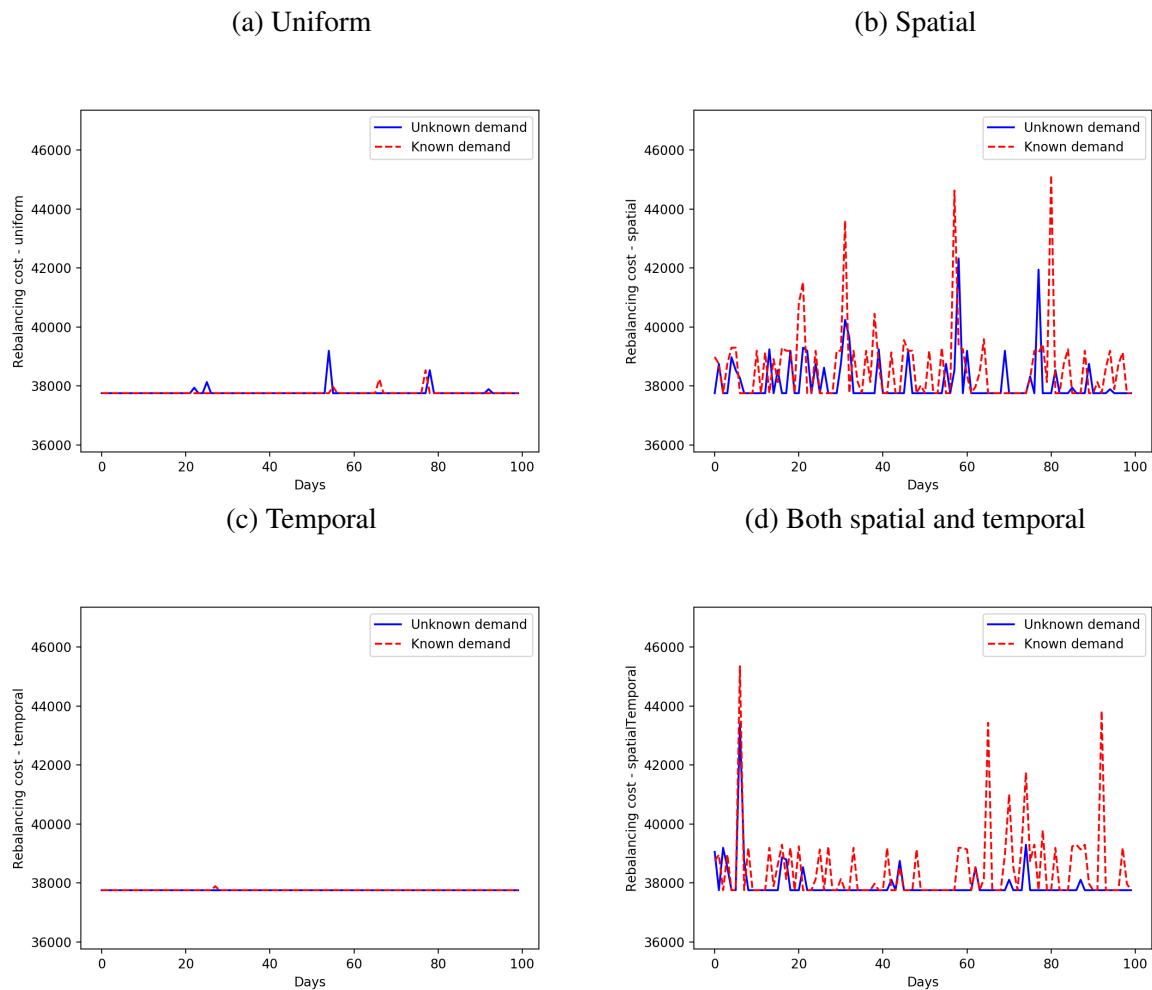 (a) Uniform
(b) Spatial
46000
44000
42000
40000
38000
36000
Rebalancing cost - uniform
Unknown demand
Known demand
0
20
40
60
80
100
Days
46000
44000
42000
40000
38000
36000
Rebalancing cost - spatial
Unknown demand
Known demand
0
20
40
60
80
100
Days
(c) Temporal
(d) Both spatial and temporal
46000
44000
42000
40000
38000
36000
Rebalancing cost - temporal
Unknown demand
Known demand
0
20
40
60
80
100
Days
46000
44000
42000
40000
38000
36000
Rebalancing cost - spatialTemporal
Unknown demand
Known demand
0
20
40
60
80
100
Days